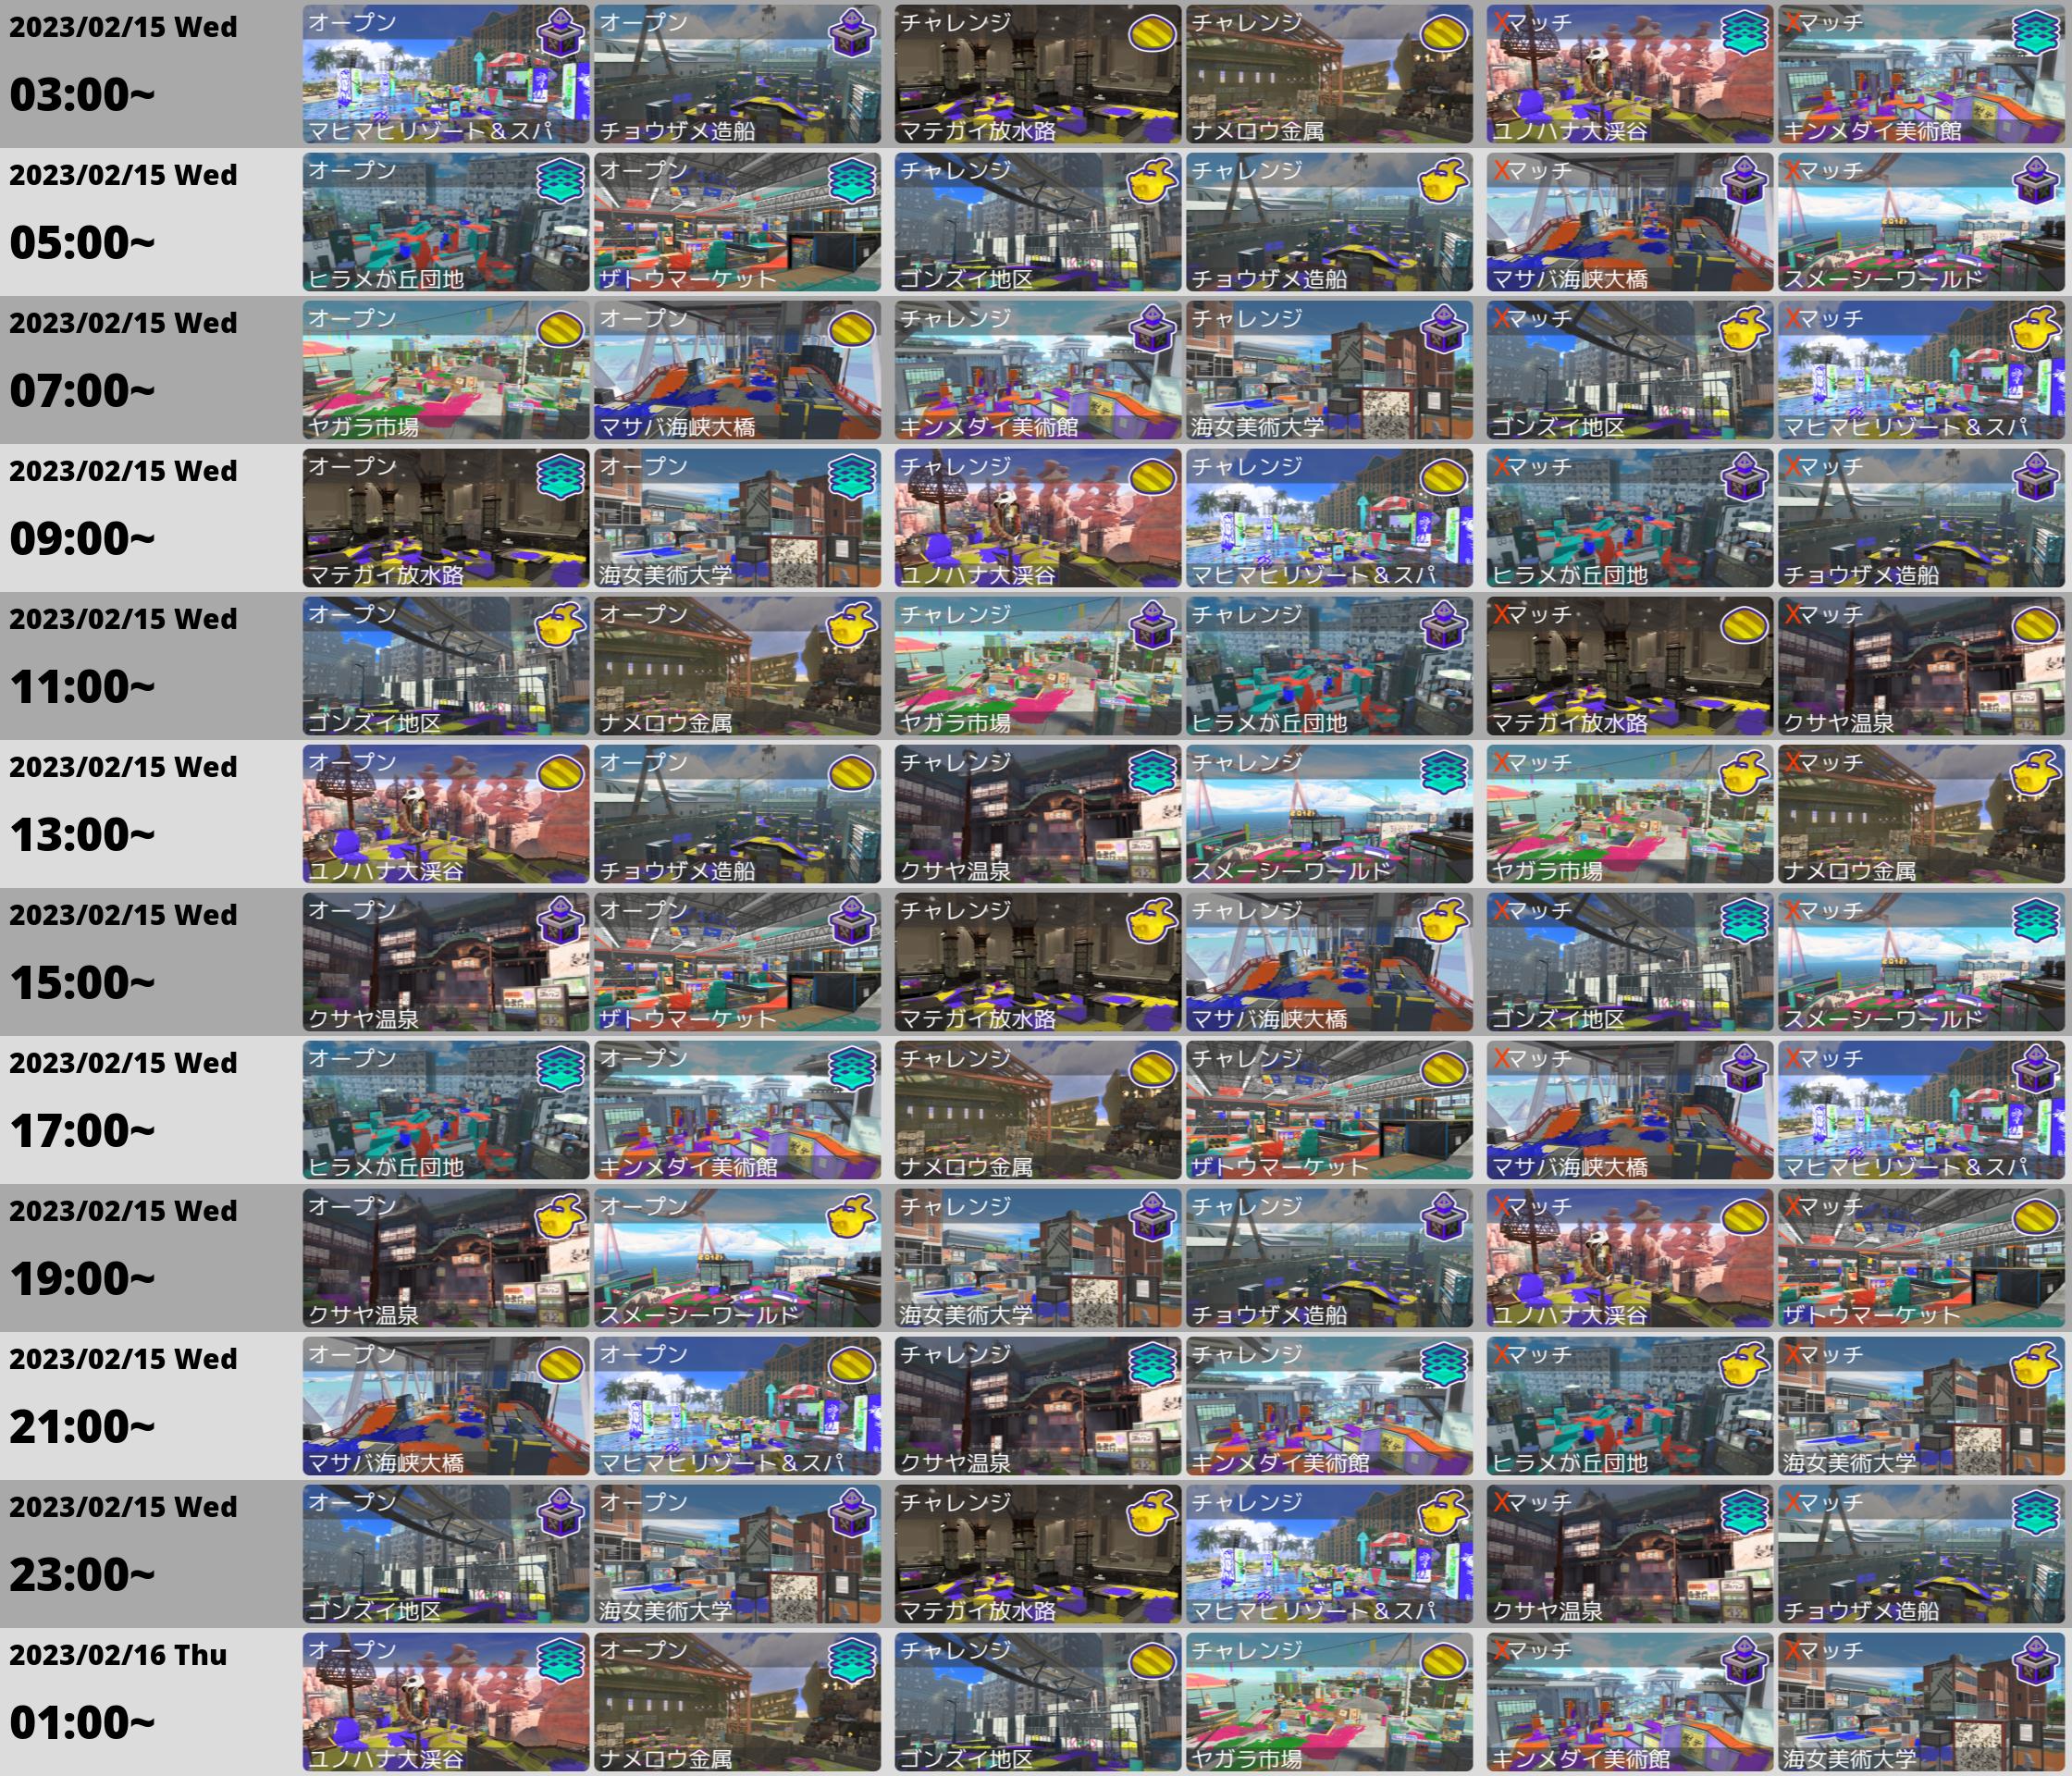 2023/02/15 Wed
03:00~
オープン
マヒマヒリゾート＆スパ
オープン
チョウザメ造船
チャレンジ
マテガイ放水路
チャレンジ
ナメロウ金属
Xマッチ
ユノハナ大渓谷
Xマッチ
キンメダイ美術館
2023/02/15 Wed
05:00~
オープン
ヒラメが丘団地
オープン
ザトウマーケット
チャレンジ
ゴンズイ地区
チャレンジ
チョウザメ造船
Xマッチ
マサバ海峡大橋
Xマッチ
スメーシーワールド
2023/02/15 Wed
07:00~
オープン
ヤガラ市場
オープン
マサバ海峡大橋
チャレンジ
キンメダイ美術館
チャレンジ
海女美術大学
Xマッチ
ゴンズイ地区
Xマッチ
マヒマヒリゾート＆スパ
2023/02/15 Wed
09:00~
オープン
マテガイ放水路
オープン
海女美術大学
チャレンジ
ユノハナ大渓谷
チャレンジ
マヒマヒリゾート＆スパ
Xマッチ
ヒラメが丘団地
Xマッチ
チョウザメ造船
2023/02/15 Wed
11:00~
オープン
ゴンズイ地区
オープン
ナメロウ金属
チャレンジ
ヤガラ市場
チャレンジ
ヒラメが丘団地
Xマッチ
マテガイ放水路
Xマッチ
クサヤ温泉
2023/02/15 Wed
13:00~
オープン
ユノハナ大渓谷
オープン
チョウザメ造船
チャレンジ
クサヤ温泉
チャレンジ
スメーシーワールド
Xマッチ
ヤガラ市場
Xマッチ
ナメロウ金属
2023/02/15 Wed
15:00~
オープン
クサヤ温泉
オープン
ザトウマーケット
チャレンジ
マテガイ放水路
チャレンジ
マサバ海峡大橋
Xマッチ
ゴンズイ地区
Xマッチ
スメーシーワールド
2023/02/15 Wed
17:00~
オープン
ヒラメが丘団地
オープン
キンメダイ美術館
チャレンジ
ナメロウ金属
チャレンジ
ザトウマーケット
Xマッチ
マサバ海峡大橋
Xマッチ
マヒマヒリゾート＆スパ
2023/02/15 Wed
19:00~
オープン
クサヤ温泉
オープン
スメーシーワールド
チャレンジ
海女美術大学
チャレンジ
チョウザメ造船
Xマッチ
ユノハナ大渓谷
Xマッチ
ザトウマーケット
2023/02/15 Wed
21:00~
オープン
マサバ海峡大橋
オープン
マヒマヒリゾート＆スパ
チャレンジ
クサヤ温泉
チャレンジ
キンメダイ美術館
Xマッチ
ヒラメが丘団地
Xマッチ
海女美術大学
2023/02/15 Wed
23:00~
オープン
ゴンズイ地区
オープン
海女美術大学
チャレンジ
マテガイ放水路
チャレンジ
マヒマヒリゾート＆スパ
Xマッチ
クサヤ温泉
Xマッチ
チョウザメ造船
2023/02/16 Thu
01:00~
オープン
ユノハナ大渓谷
オープン
ナメロウ金属
チャレンジ
ゴンズイ地区
チャレンジ
ヤガラ市場
Xマッチ
キンメダイ美術館
Xマッチ
海女美術大学